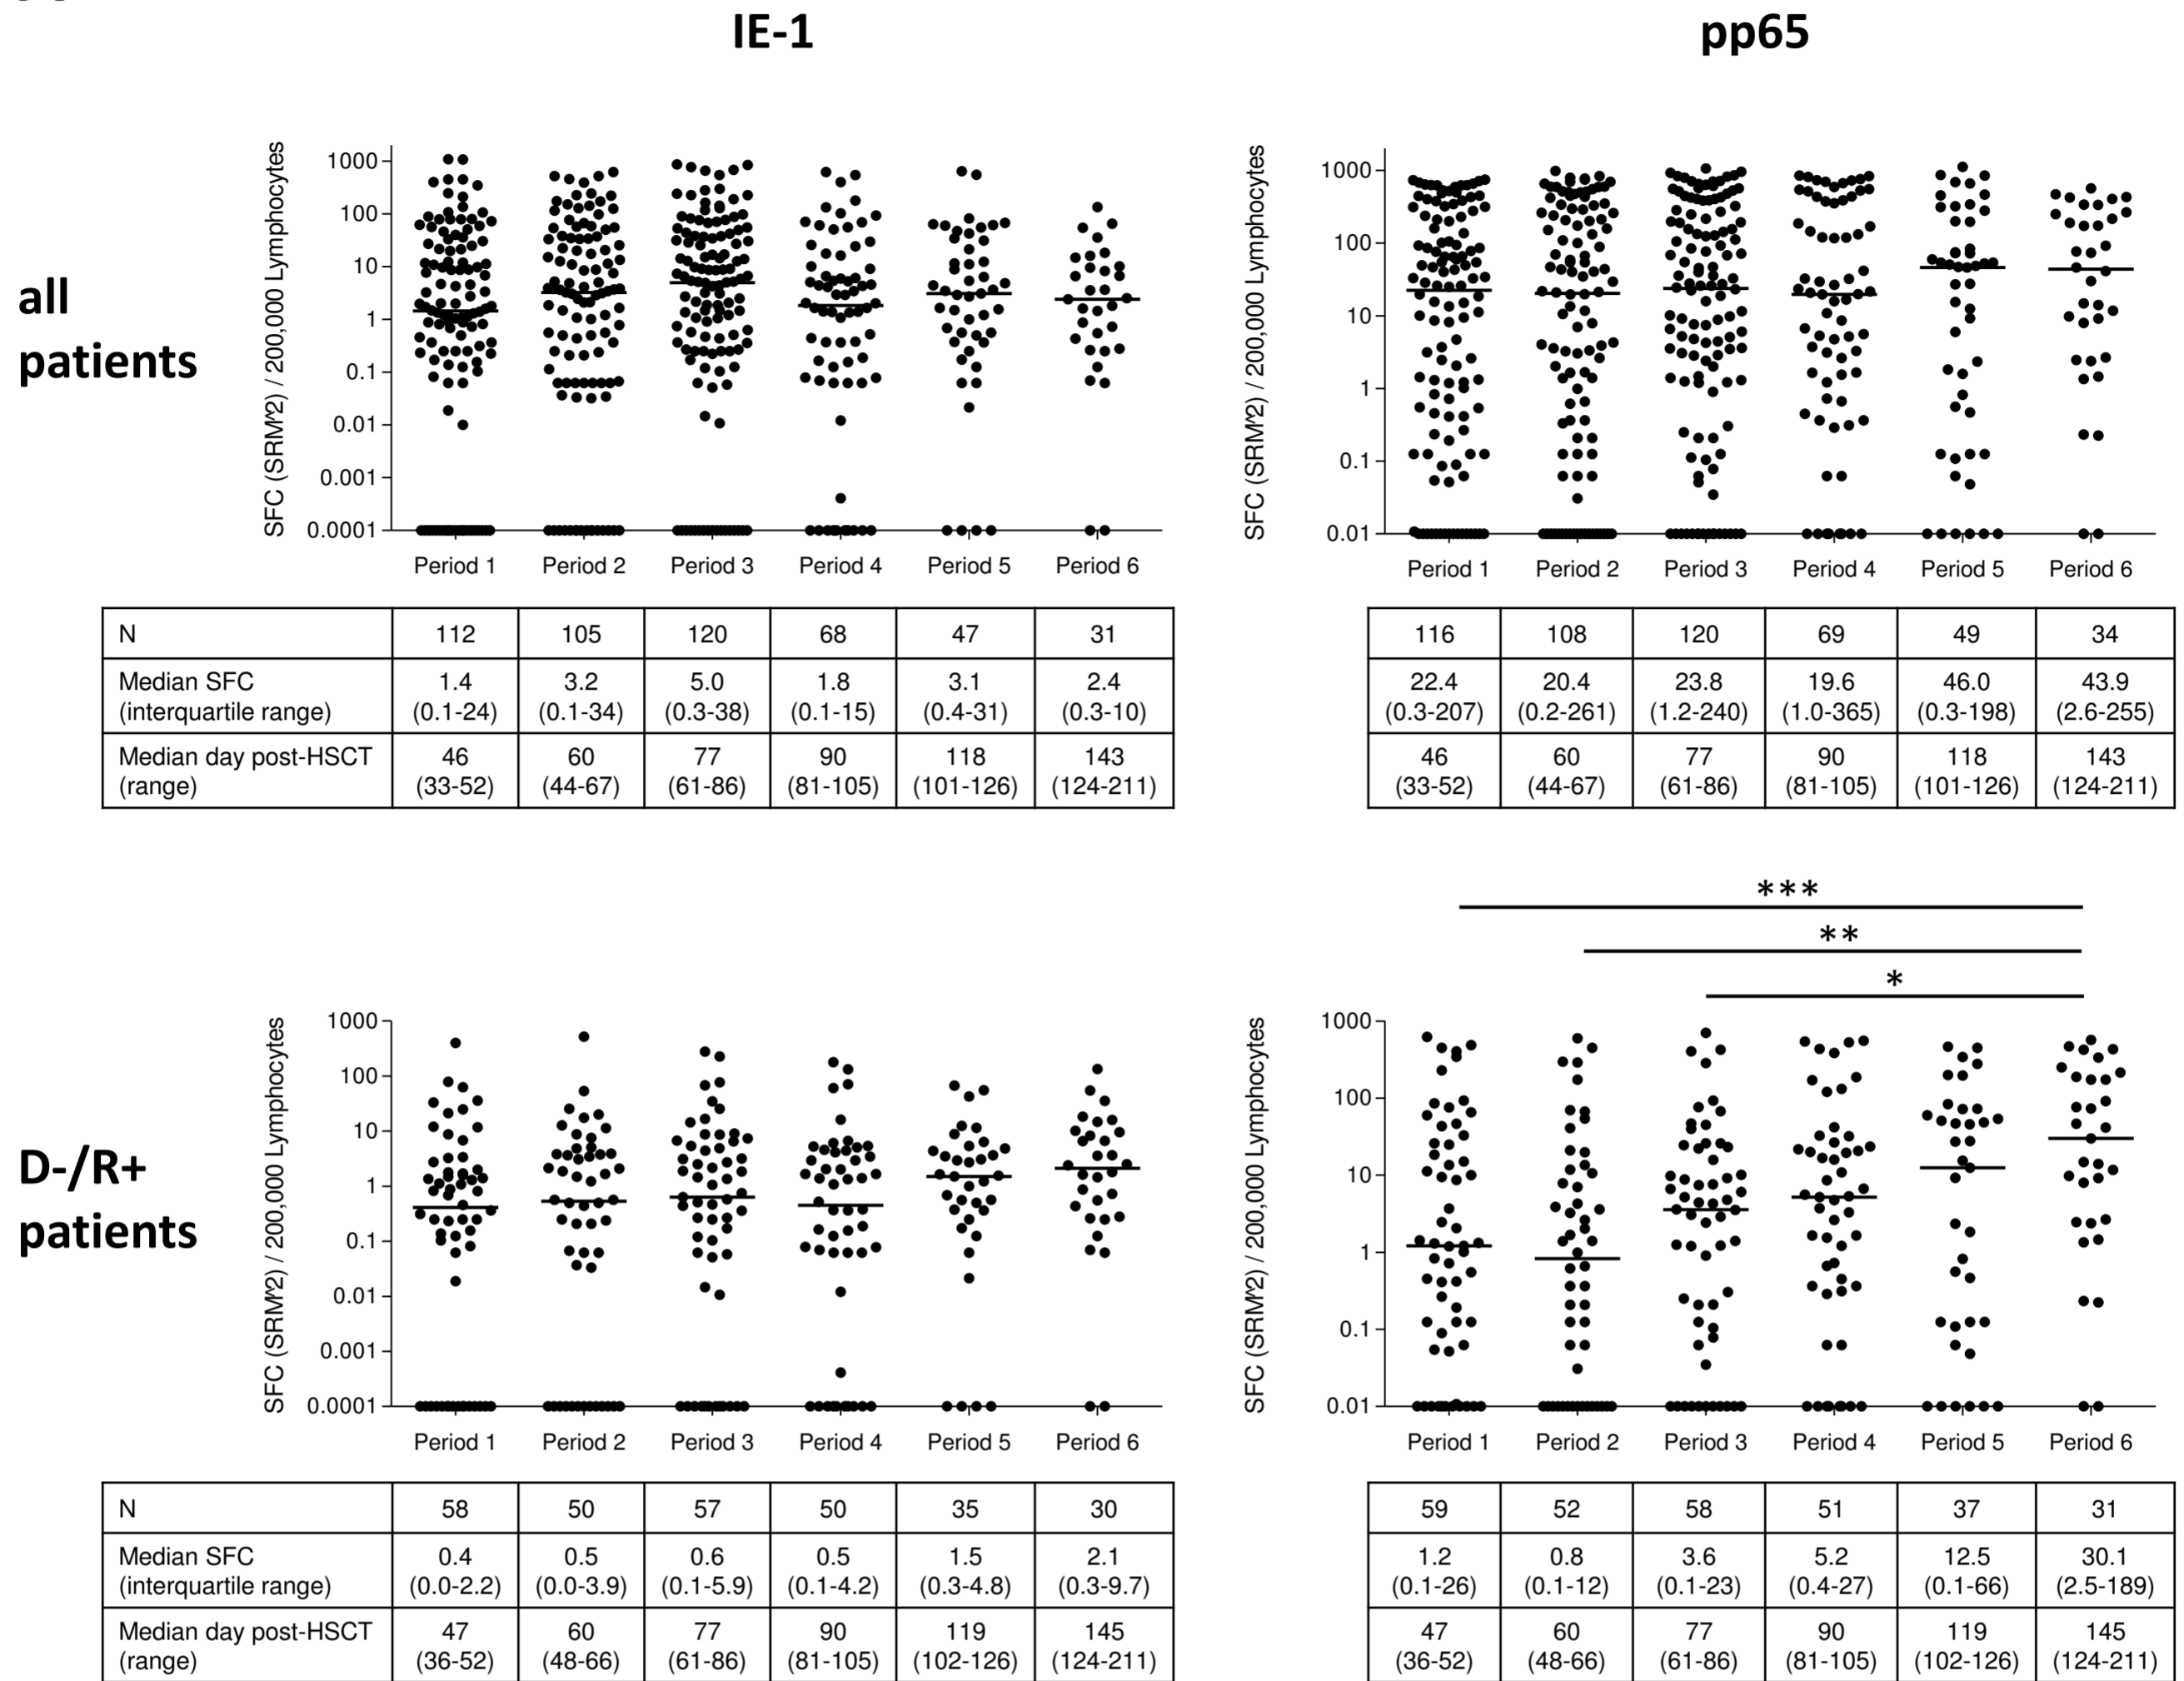 IE-1
pp65
all
patients
SFC (SRM^2) / 200,000 Lymphocytes
1000
100
10
1
0.1
0.01
0.001
0.0001
Period 1 Period 2 Period 3 Period 4 Period 5 Period 6
SFC (SRM^2) / 200,000 Lymphocytes
1000
100
10
1
0.1
0.01
Period 1 Period 2 Period 3 Period 4 Period 5 Period 6
N 112 105 120 68 47 31
Median SFC 1.4 3.2 5.0 1.8 3.1 2.4
(interquartile range) (0.1-24) (0.1-34) (0.3-38) (0.1-15) (0.4-31) (0.3-10)
Median day post-HSCT 46 60 77 90 118 143
(range) (33-52) (44-67) (61-86) (81-105) (101-126) (124-211)
116 108 120 69 49 34
22.4 20.4 23.8 19.6 46.0 43.9
(0.3-207) (0.2-261) (1.2-240) (1.0-365) (0.3-198) (2.6-255)
46 60 77 90 118 143
(33-52) (44-67) (61-86) (81-105) (101-126) (124-211)
D-/R+
patients
SFC (SRM^2) / 200,000 Lymphocytes
1000
100
10
1
0.1
0.01
0.001
0.0001
Period 1 Period 2 Period 3 Period 4 Period 5 Period 6
***
**
*
SFC (SRM^2) / 200,000 Lymphocytes
1000
100
10
1
0.1
0.01
Period 1 Period 2 Period 3 Period 4 Period 5 Period 6
N 58 50 57 50 35 30
Median SFC 0.4 0.5 0.6 0.5 1.5 2.1
(interquartile range) (0.0-2.2) (0.0-3.9) (0.1-5.9) (0.1-4.2) (0.3-4.8) (0.3-9.7)
Median day post-HSCT 47 60 77 90 119 145
(range) (36-52) (48-66) (61-86) (81-105) (102-126) (124-211)
59 52 58 51 37 31
1.2 0.8 3.6 5.2 12.5 30.1
(0.1-26) (0.1-12) (0.1-23) (0.4-27) (0.1-66) (2.5-189)
47 60 77 90 119 145
(36-52) (48-66) (61-86) (81-105) (102-126) (124-211)